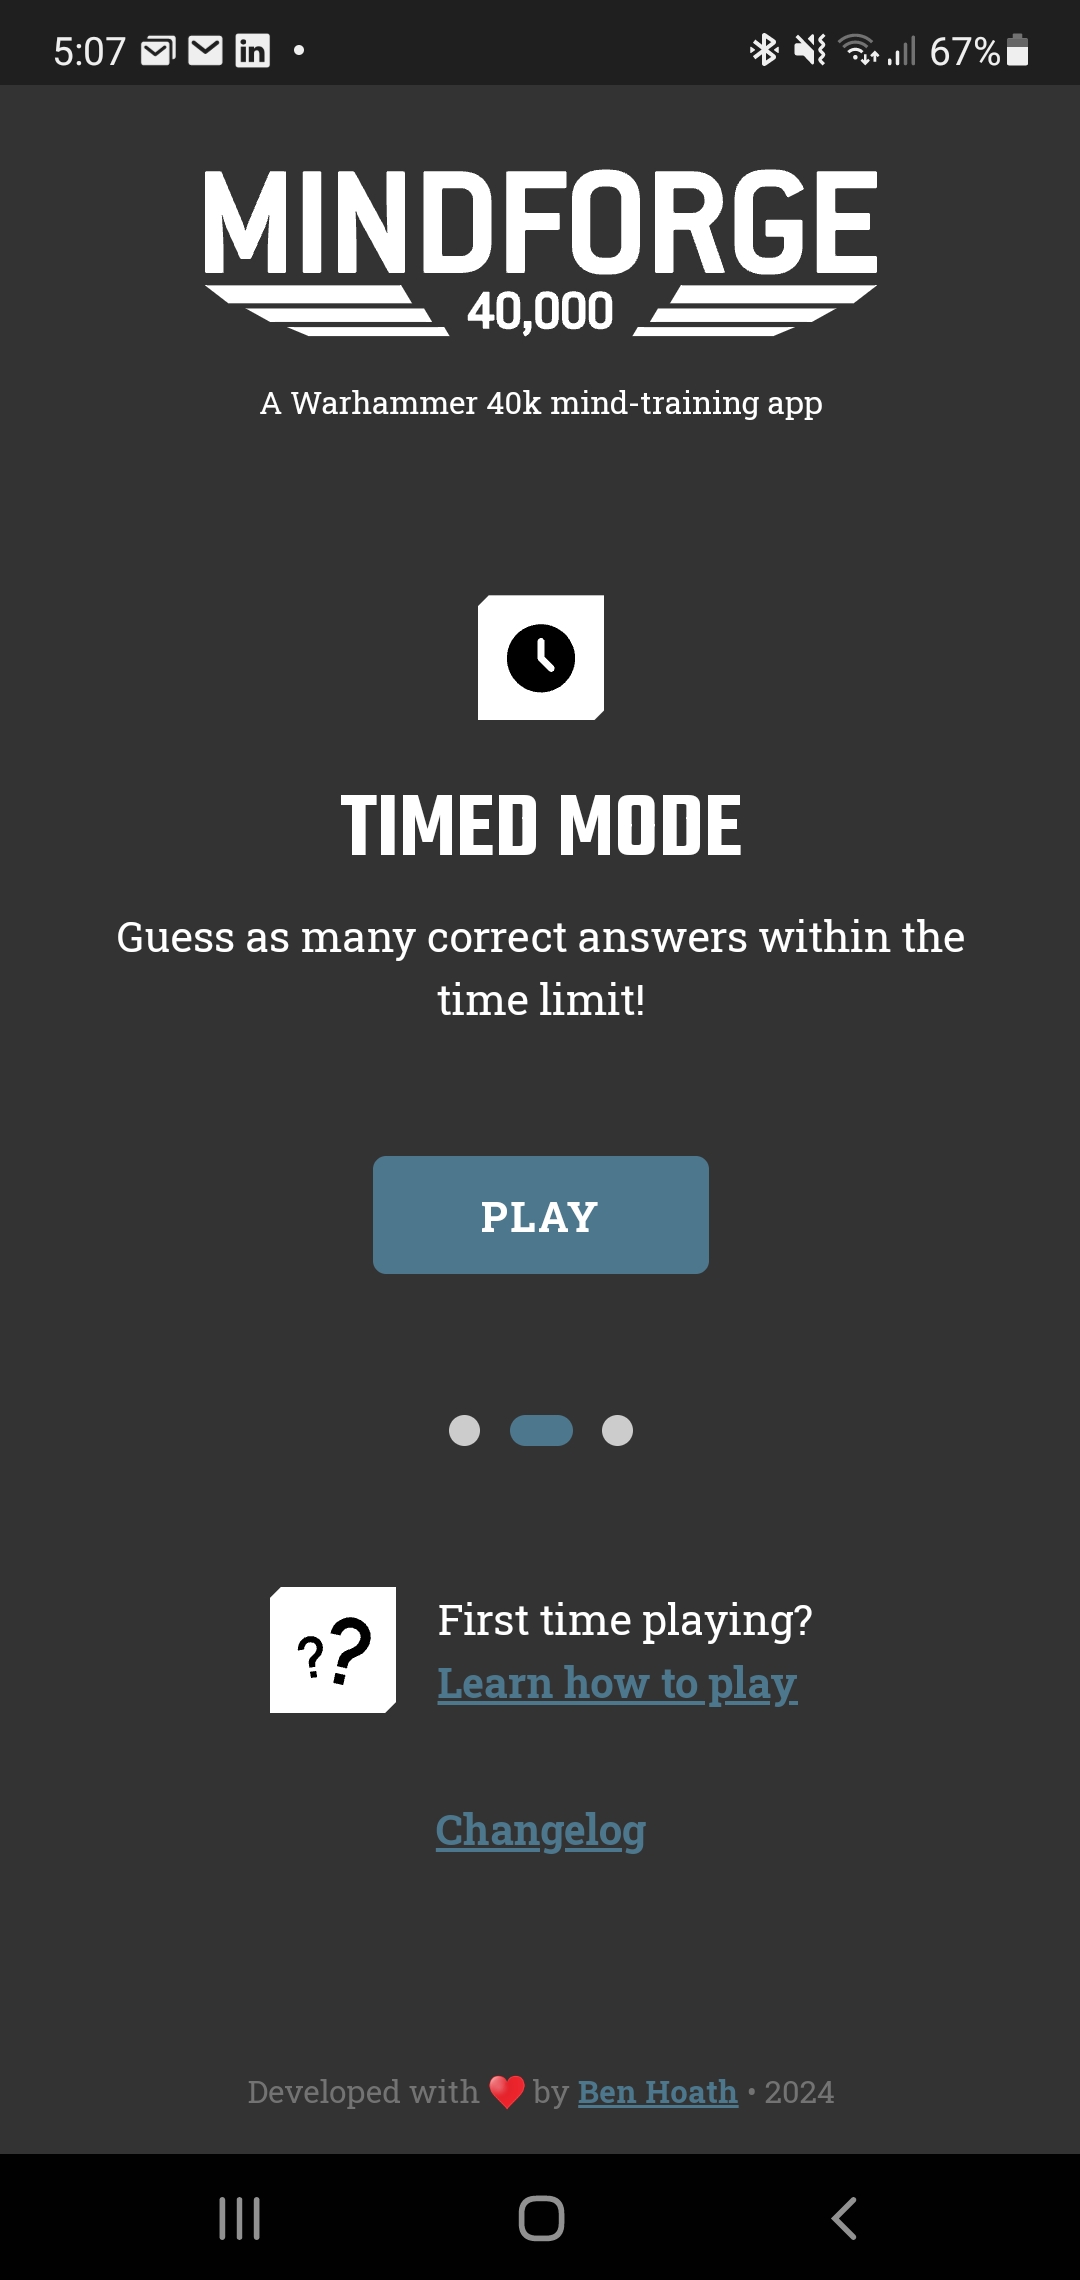 5:07 67%
MINDFORGE
40,000
A Warhammer 40k mind-training app
TIMED MODE
Guess as many correct answers within the
time limit!
PLAY
??
First time playing?
Learn how to play
Changelog
Developed with ❤️ by Ben Hoath • 2024